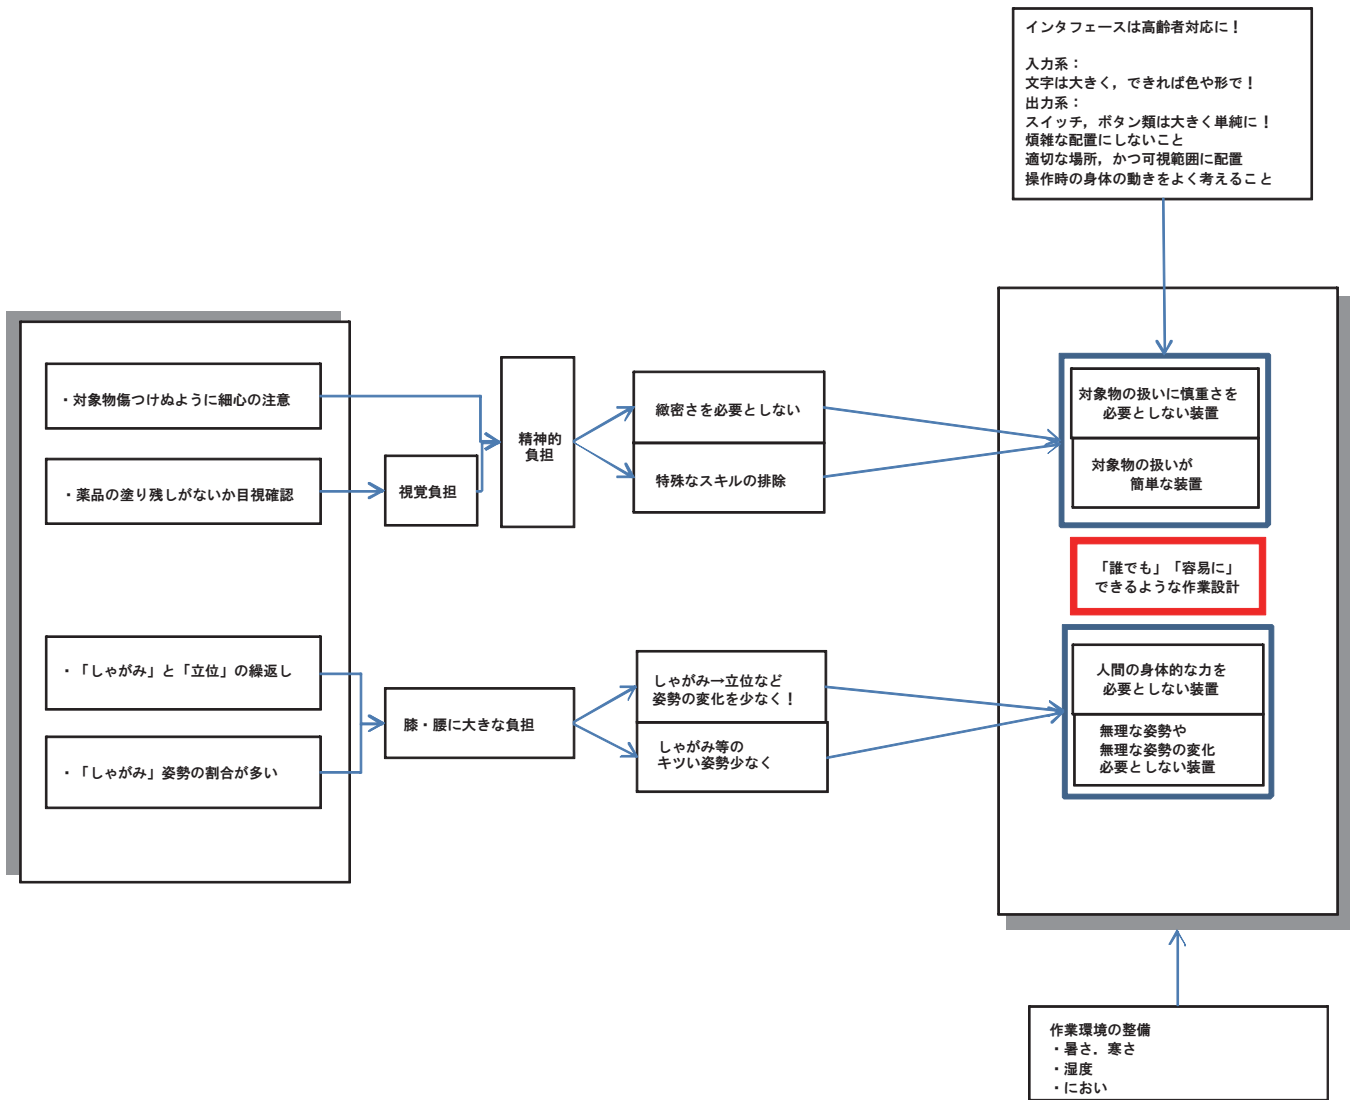 インタフェースは高齢者対応に！
入力系：
文字は大きく，できれば色や形で！
出力系：
スイッチ，ボタン類は大きく単純に！
煩雑な配置にしないこと
適切な場所，かつ可視範囲に配置
操作時の身体の動きをよく考えること
・対象物傷つけぬように細心の注意
・薬品の塗り残しがないか目視確認
・「しゃがみ」と「立位」の繰返し
・「しゃがみ」姿勢の割合が多い
視覚負担
精神的
負担
膝・腰に大きな負担
緻密さを必要としない
特殊なスキルの排除
しゃがみ→立位など
姿勢の変化を少なく！
しゃがみ等の
キツい姿勢少なく
対象物の扱いに慎重さを
必要としない装置
対象物の扱いが
簡単な装置
「誰でも」「容易に」
できるような作業設計
人間の身体的な力を
必要としない装置
無理な姿勢や
無理な姿勢の変化
必要としない装置
作業環境の整備
・暑さ．寒さ
・湿度
・におい